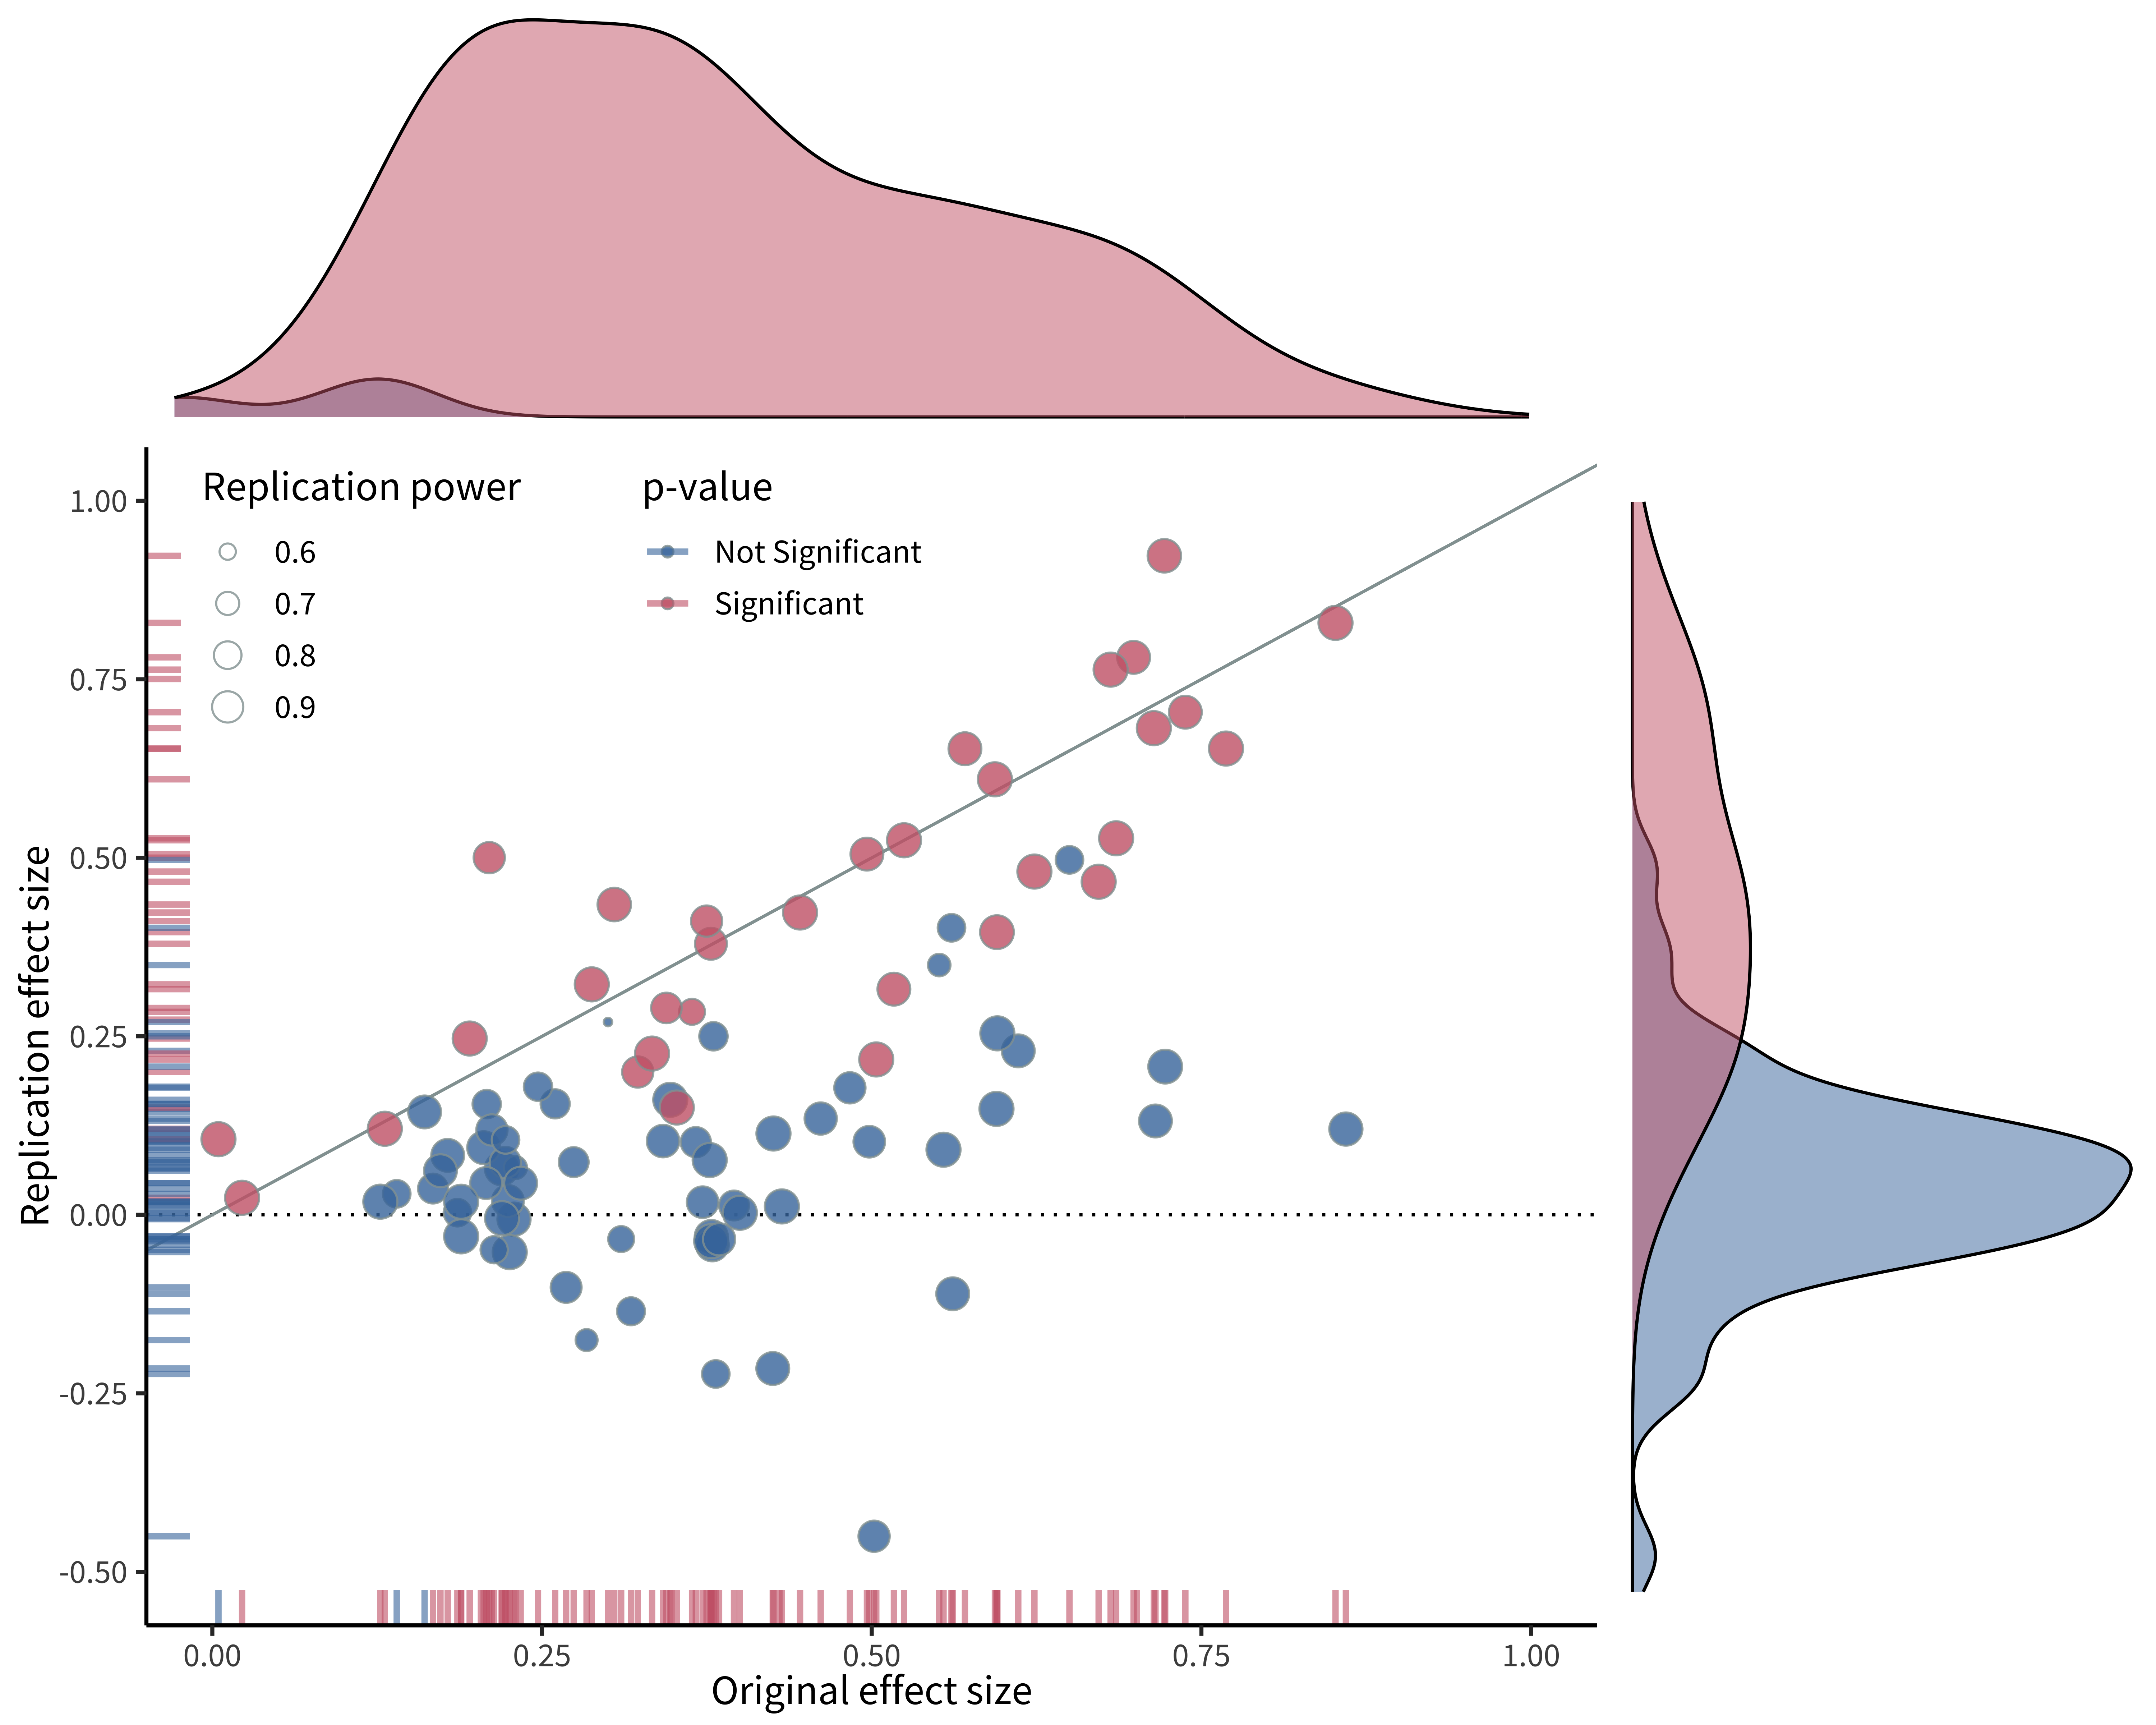 Replication power
0.6
0.7
0.8
0.9
p-value
Not Significant
Significant
Replication effect size
1.00
0.75
0.50
0.25
0.00
-0.25
-0.50
0.00 0.25 0.50 0.75 1.00
Original effect size